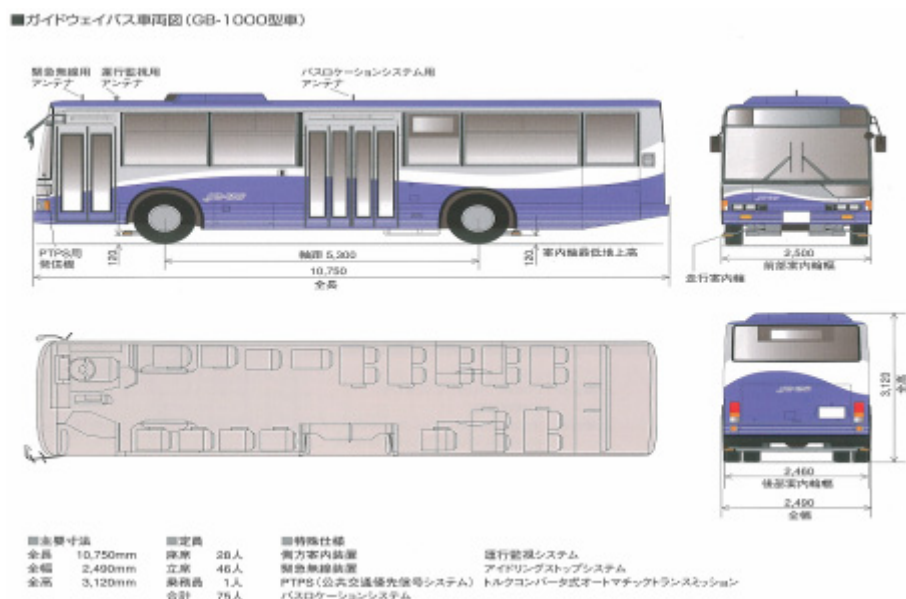 ■ガイドウェイバス車両図(GB-1000型車)
緊急無線用
アンテナ
運行監視用
アンテナ
バスロケーションシステム用
アンテナ
PTPS用
発信機
120
軸距 5,300
120
案内輪最低地上高
10,750
全長
2,500
前部案内輪幅
走行案内輪
3,120
全高
2,460
後部案内輪幅
2,490
全幅
■主要寸法
全長 10,750mm
全幅 2,490mm
全高 3,120mm
■定員
座席 28人
立席 46人
乗務員 1人
合計 75人
■特殊仕様
側方案内装置
緊急無線装置
PTPS(公共交通優先信号システム)
バスロケーションシステム
運行監視システム
アイドリングストップシステム
トルクコンバータ式オートマチックトランスミッション